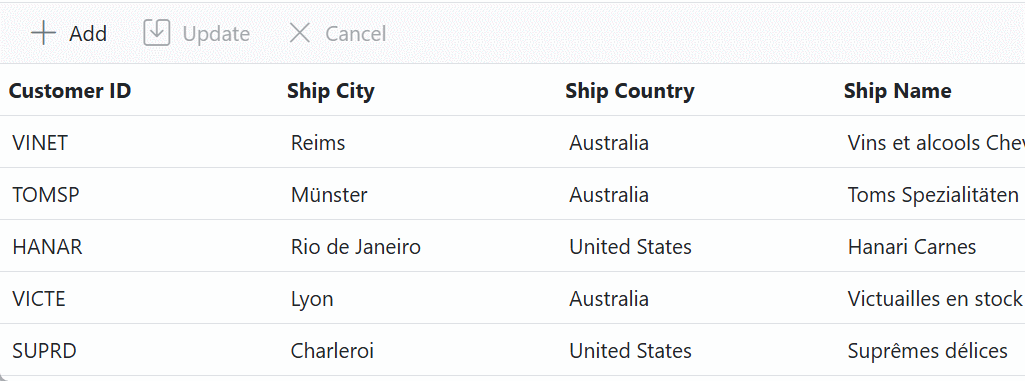 Add Update Cancel
Customer ID Ship City Ship Country Ship Name
VINET Reims Australia Vins et alcools
TOMSP Münster Australia Toms Spezialitäten
HANAR Rio de Janeiro United States Hanari Carnes
VICTE Lyon Australia Victuailles en stock
SUPRD Charleroi United States Suprêmes délices